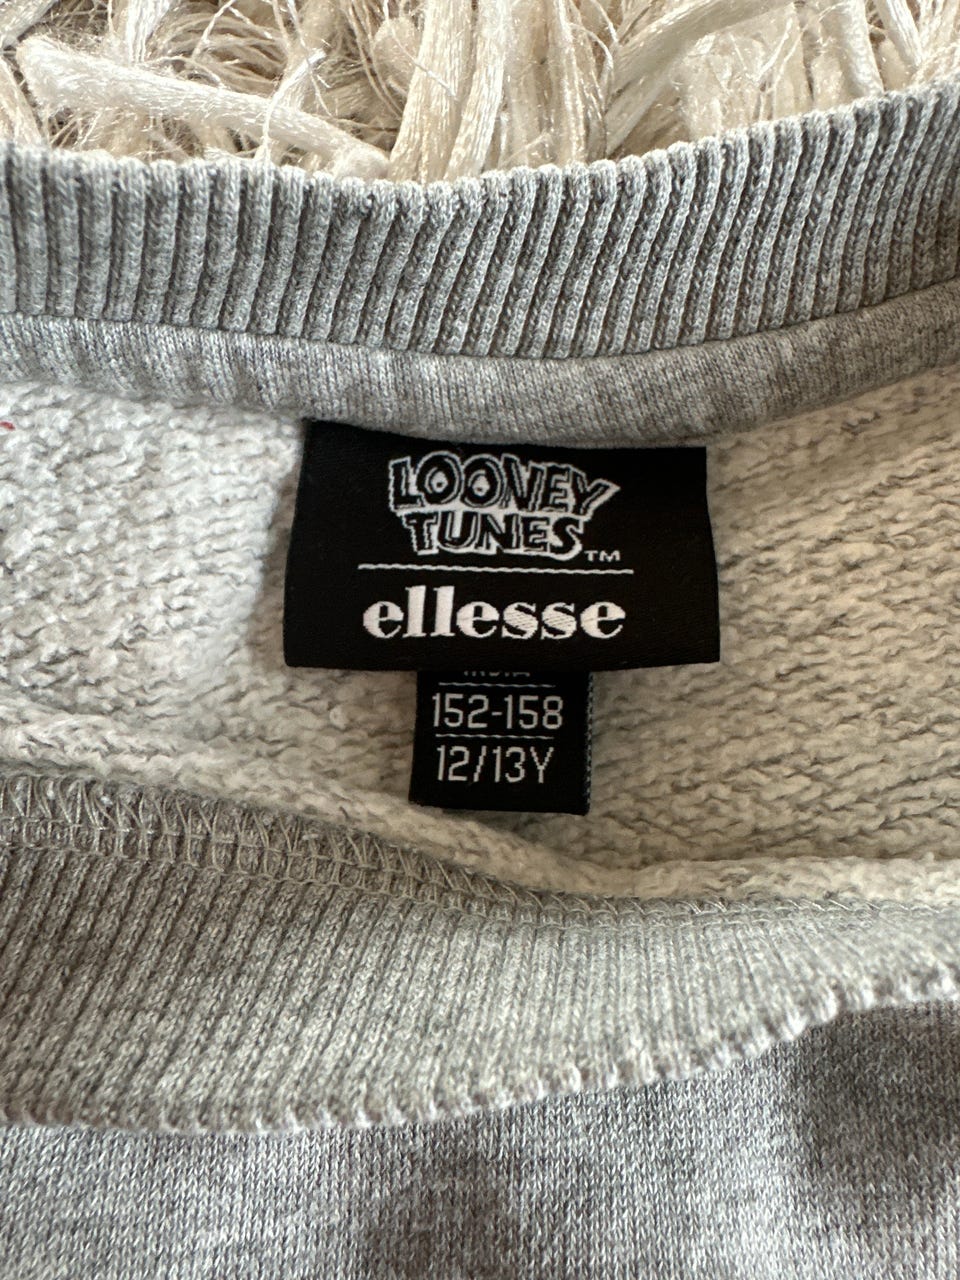 LOONEY
TUNES™
ellesse
152-158
12/13Y